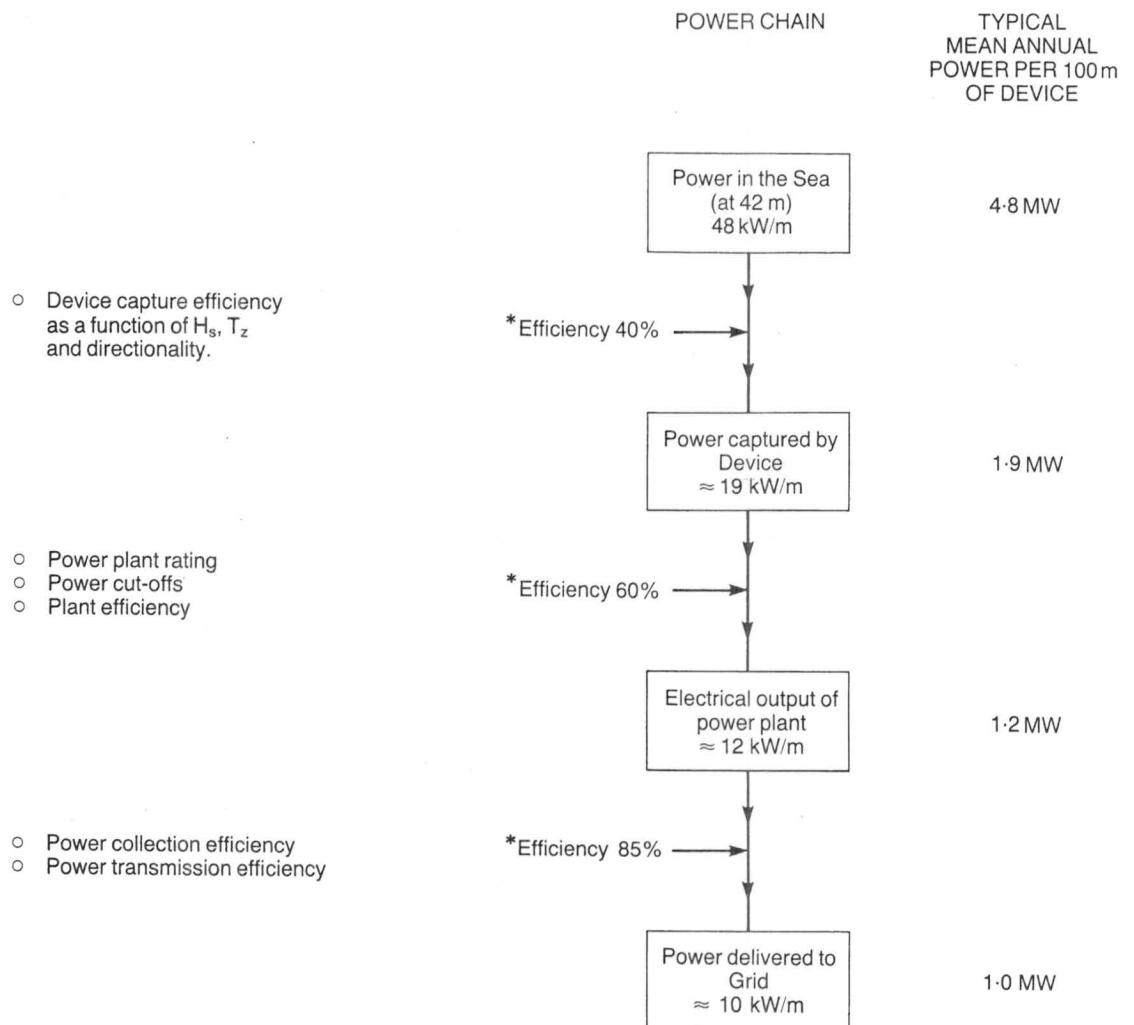 POWER CHAIN
TYPICAL
MEAN ANNUAL
POWER PER 100 m
OF DEVICE
Power in the Sea
(at 42 m)
48 kW/m
4·8 MW
○ Device capture efficiency
as a function of Hs, Tz
and directionality.
*Efficiency 40%
Power captured by
Device
≈ 19 kW/m
1·9 MW
○ Power plant rating
○ Power cut-offs
○ Plant efficiency
*Efficiency 60%
Electrical output of
power plant
≈ 12 kW/m
1·2 MW
○ Power collection efficiency
○ Power transmission efficiency
*Efficiency 85%
Power delivered to
Grid
≈ 10 kW/m
1·0 MW